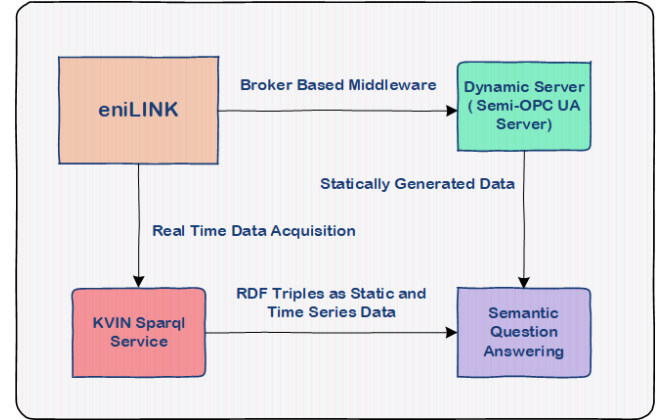 eniLINK
Broker Based Middleware
Dynamic Server
( Semi-OPC UA
Server)
Statically Generated Data
Real Time Data Acquisition
KVIN Sparql
Service
RDF Triples as Static and
Time Series Data
Semantic
Question
Answering